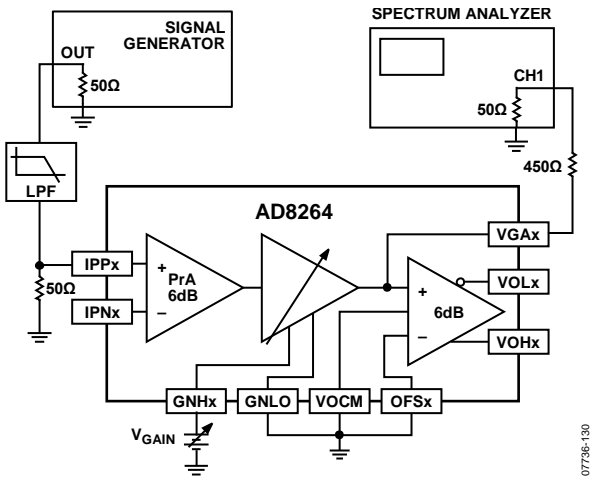 SIGNAL
GENERATOR
OUT
50Ω
SPECTRUM ANALYZER
CH1
50Ω
450Ω
LPF
AD8264
VGAx
IPPx
+
PrA
6dB
–
IPNx
50Ω
+
6dB
–
VOLx
VOHx
GNHx
GNLO
VOCM
OFSx
VGAIN
07736-130